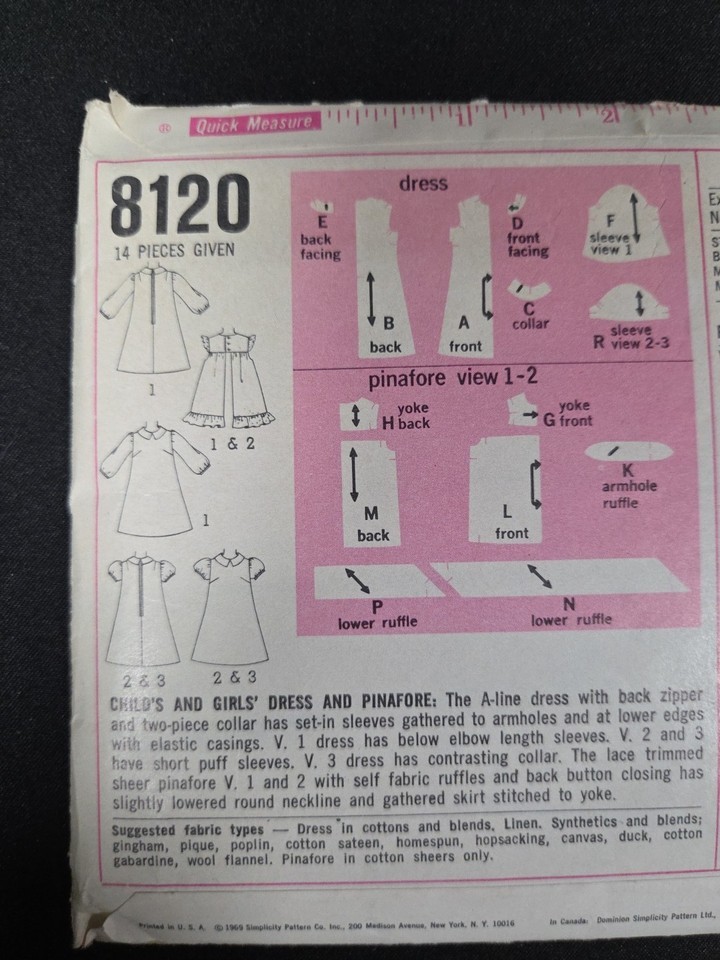 ® Quick Measure 1 2
8120
14 PIECES GIVEN
1
1 & 2
1
2 & 3
2 & 3
dress
E
back
facing
B
back
A
front
D
front
facing
C
collar
F
sleeve
view 1
sleeve
R view 2-3
pinafore view 1-2
yoke
H back
yoke
G front
M
back
L
front
K
armhole
ruffle
P
lower ruffle
N
lower ruffle
CHILD'S AND GIRLS' DRESS AND PINAFORE: The A-line dress with back zipper
and two-piece collar has set-in sleeves gathered to armholes and at lower edges
with elastic casings. V. 1 dress has below elbow length sleeves. V. 2 and 3
have short puff sleeves. V. 3 dress has contrasting collar. The lace trimmed
sheer pinafore V. 1 and 2 with self fabric ruffles and back button closing has
slightly lowered round neckline and gathered skirt stitched to yoke.
Suggested fabric types — Dress in cottons and blends. Linen. Synthetics and blends;
gingham, pique, poplin, cotton sateen, homespun, hopsacking, canvas, duck, cotton
gabardine, wool flannel. Pinafore in cotton sheers only.
Printed in U. S. A. © 1969 Simplicity Pattern Co. Inc., 200 Madison Avenue, New York, N. Y. 10016 In Canada: Dominion Simplicity Pattern Ltd.,